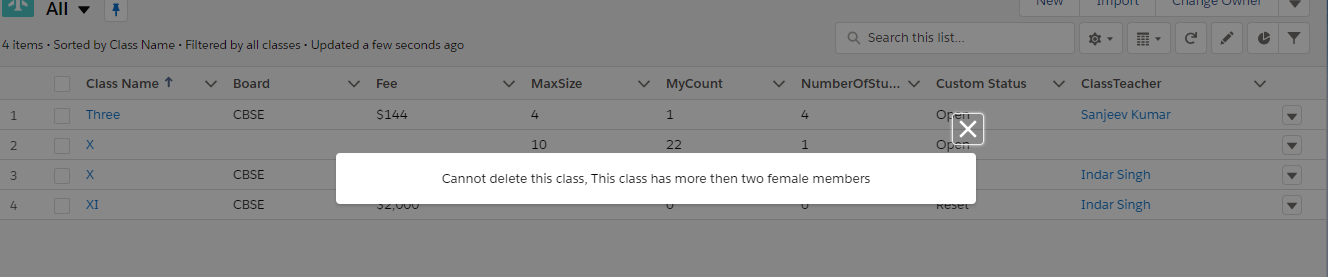 All
New
Import
Change Owner
4 items • Sorted by Class Name • Filtered by all classes • Updated a few seconds ago
Search this list...
Class Name Board Fee MaxSize MyCount NumberOfStu... Custom Status ClassTeacher
1 Three CBSE $144 4 1 4 Open Sanjeev Kumar
2 X 10 22 1 Open
3 X CBSE Indar Singh
Cannot delete this class, This class has more then two female members
4 XI CBSE $2,000 0 0 Reset Indar Singh